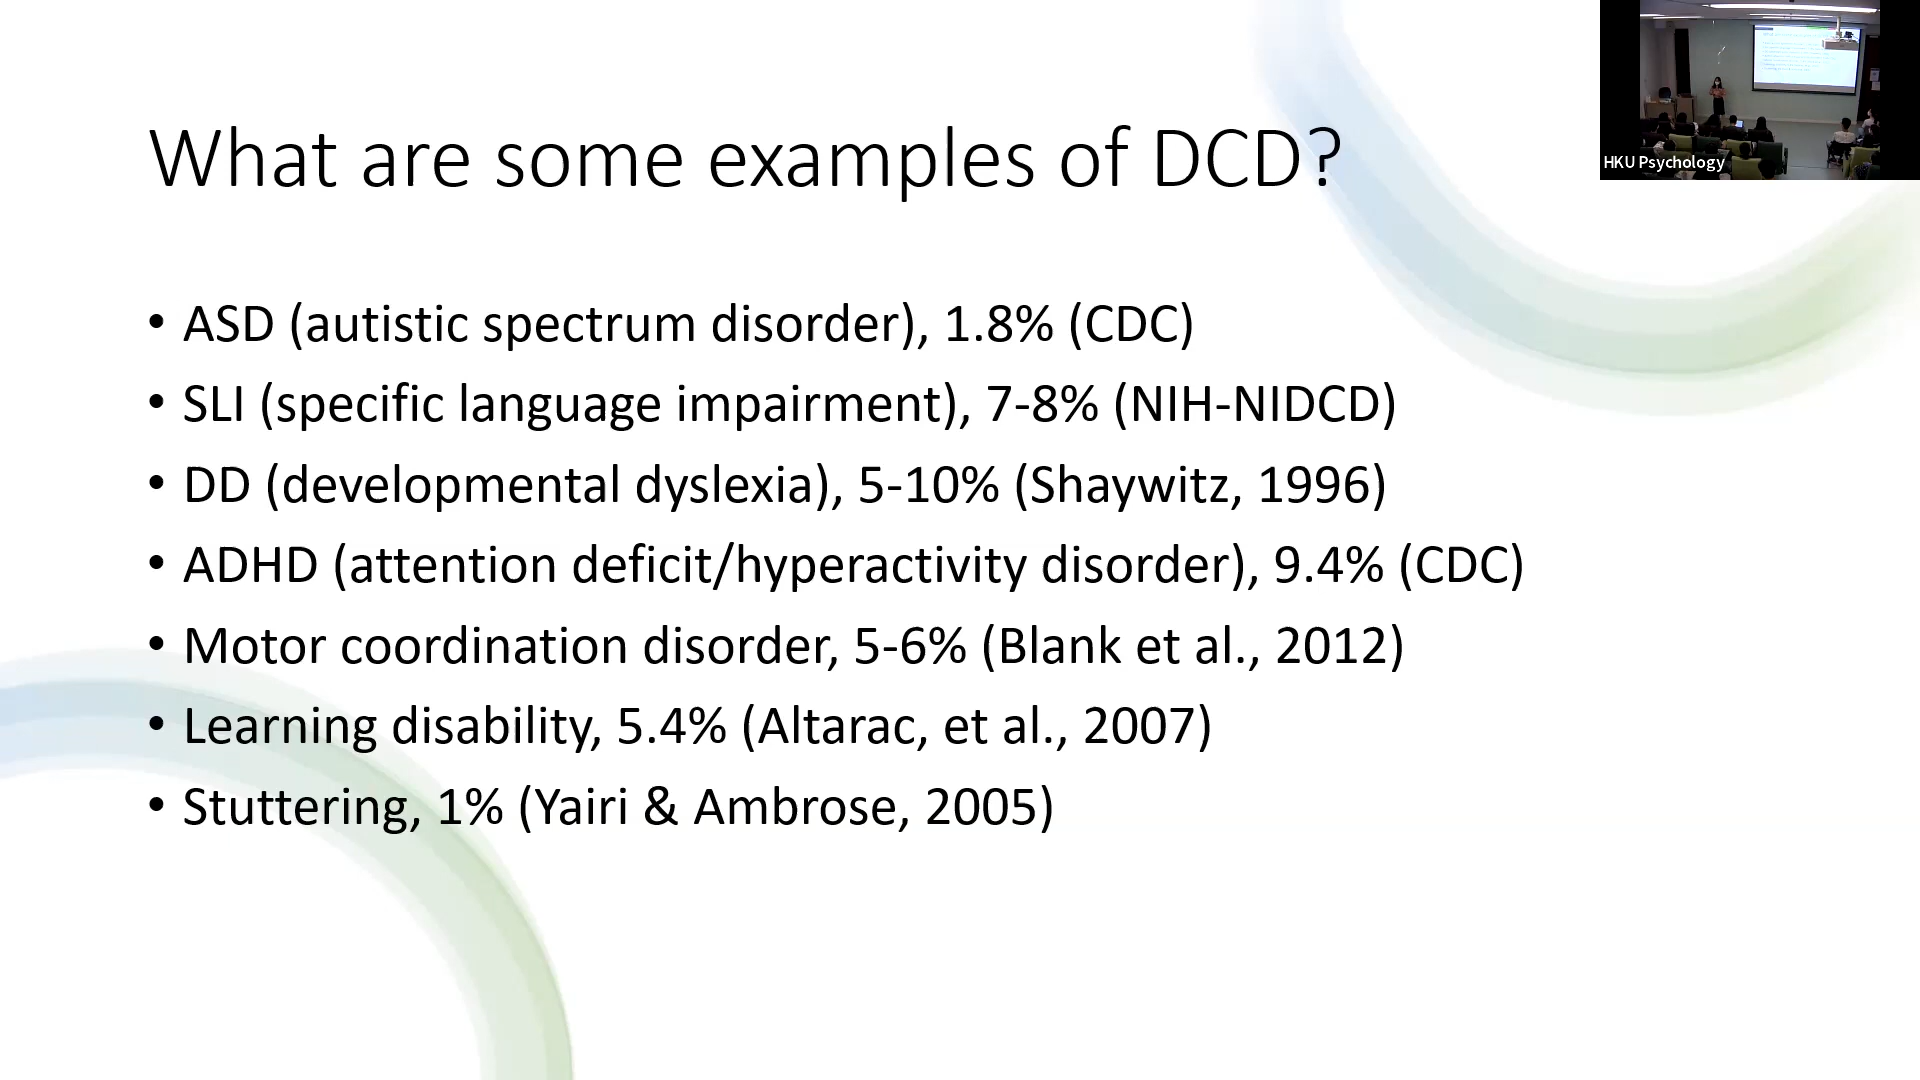 What are some examples of DCD?
• ASD (autistic spectrum disorder), 1.8% (CDC)
• SLI (specific language impairment), 7-8% (NIH-NIDCD)
• DD (developmental dyslexia), 5-10% (Shaywitz, 1996)
• ADHD (attention deficit/hyperactivity disorder), 9.4% (CDC)
• Motor coordination disorder, 5-6% (Blank et al., 2012)
• Learning disability, 5.4% (Altarac, et al., 2007)
• Stuttering, 1% (Yairi & Ambrose, 2005)
HKU Psychology